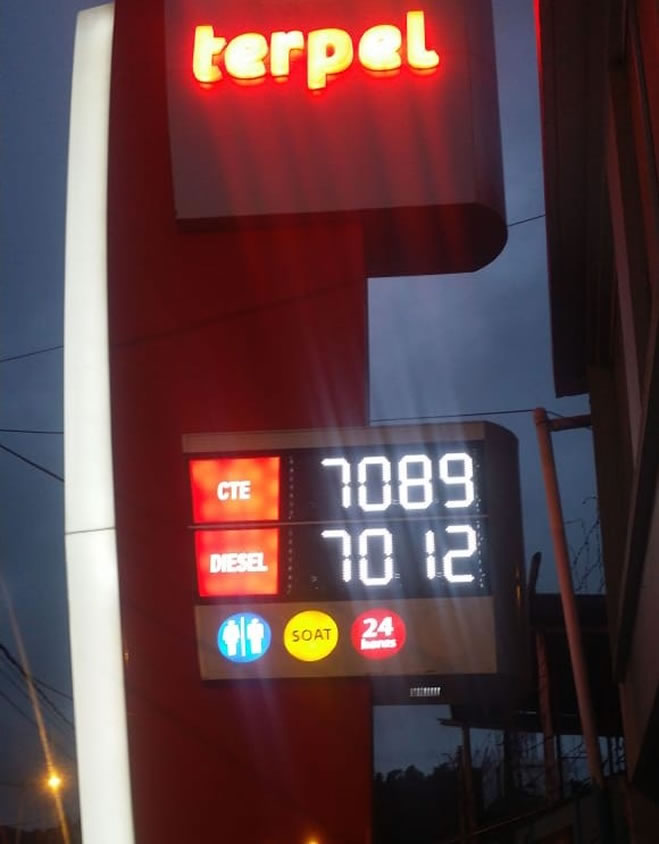 terpel
CTE 7089
DIESEL 7012
SOAT 24
horas